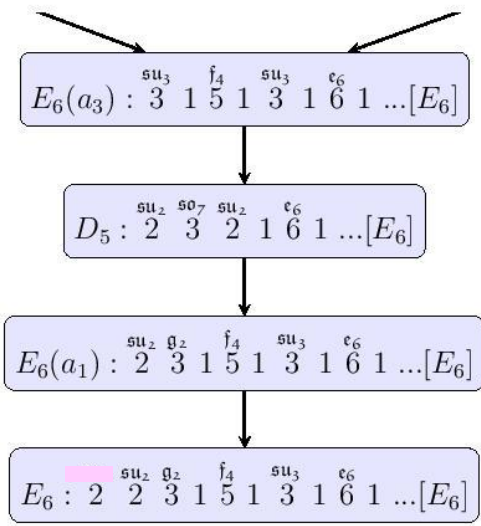 𝔰𝔲₃ 𝔣₄ 𝔰𝔲₃ 𝔢₆
E₆(a₃) : 3 1 5 1 3 1 6 1 ...[E₆]
𝔰𝔲₂ 𝔰𝔬₇ 𝔰𝔲₂ 𝔢₆
D₅ : 2 3 2 1 6 1 ...[E₆]
𝔰𝔲₂ 𝔤₂ 𝔣₄ 𝔰𝔲₃ 𝔢₆
E₆(a₁) : 2 3 1 5 1 3 1 6 1 ...[E₆]
𝔰𝔲₂ 𝔤₂ 𝔣₄ 𝔰𝔲₃ 𝔢₆
E₆ : 2 2 3 1 5 1 3 1 6 1 ...[E₆]